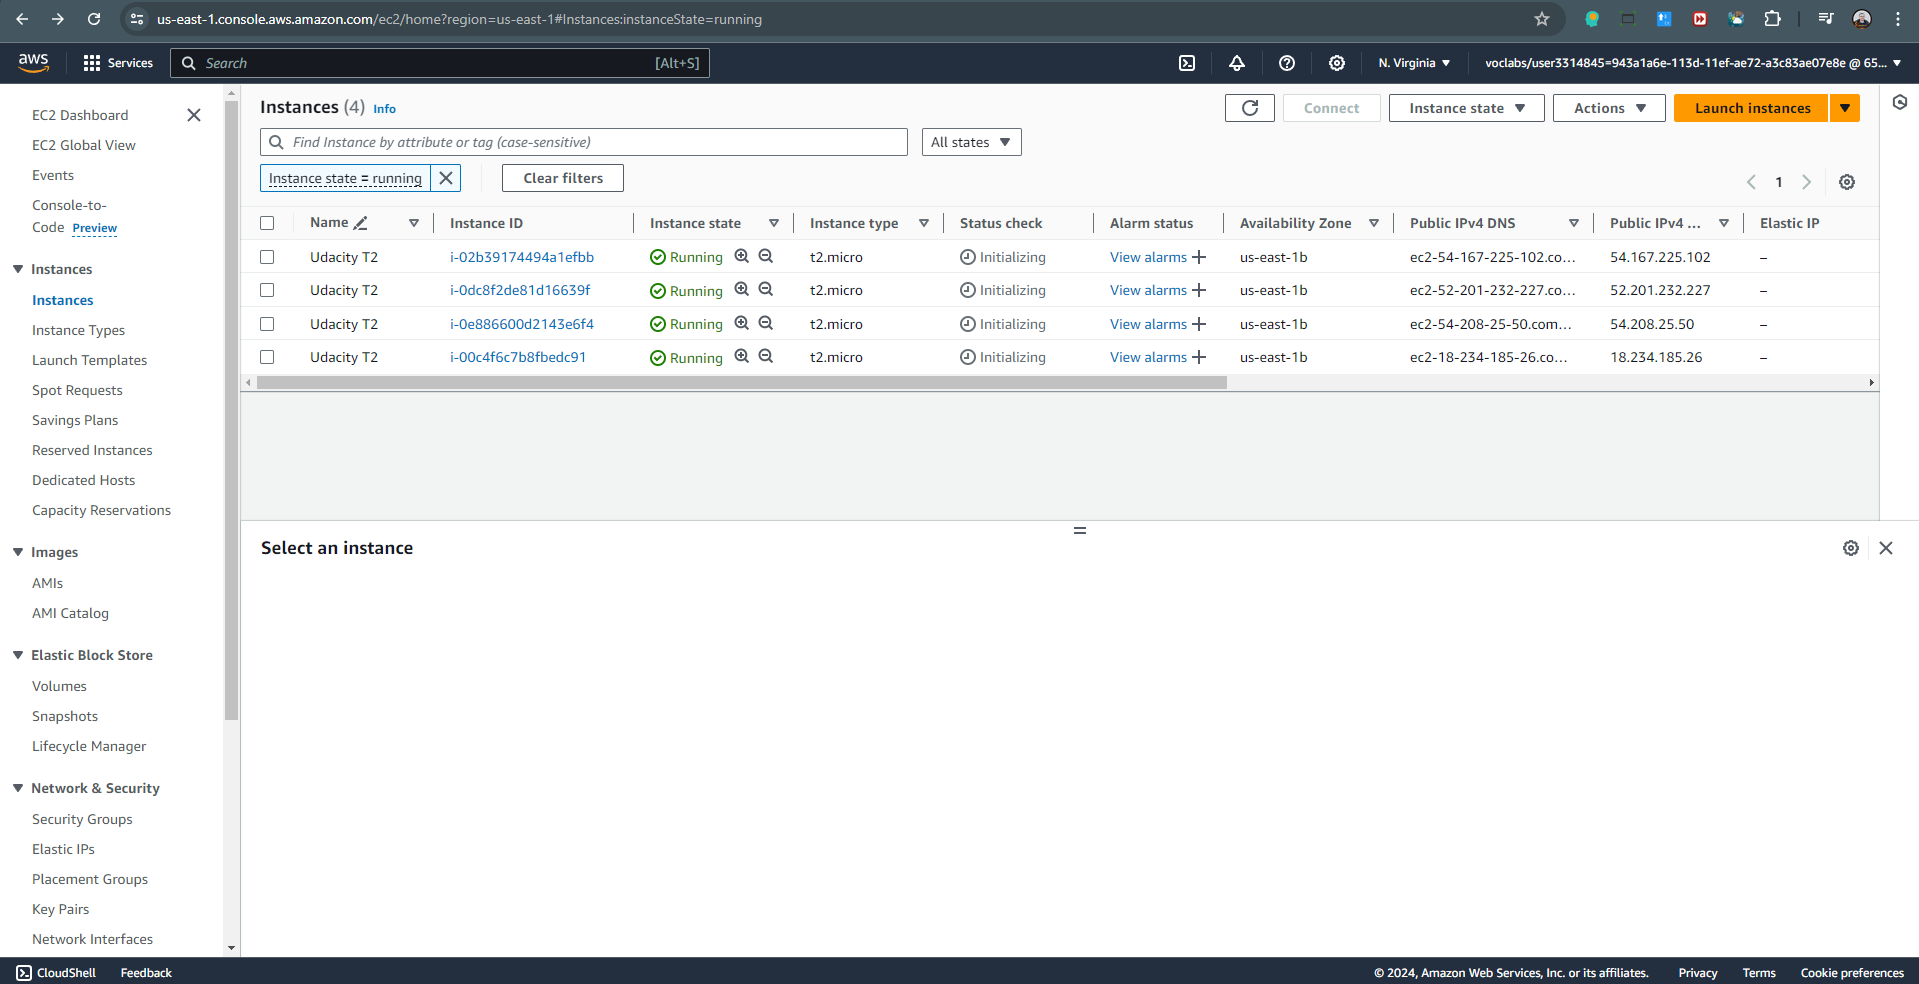 us-east-1.console.aws.amazon.com/ec2/home?region=us-east-1#Instances:instanceState=running
aws Services Search [Alt+S] N. Virginia voclabs/user3314845=943a1a6e-113d-11ef-ae72-a3c83ae07e8e @ 65...
EC2 Dashboard
EC2 Global View
Events
Console-to-
Code Preview
Instances
Instances
Instance Types
Launch Templates
Spot Requests
Savings Plans
Reserved Instances
Dedicated Hosts
Capacity Reservations
Images
AMIs
AMI Catalog
Elastic Block Store
Volumes
Snapshots
Lifecycle Manager
Network & Security
Security Groups
Elastic IPs
Placement Groups
Key Pairs
Network Interfaces
Instances (4) Info Connect Instance state Actions Launch instances
Find Instance by attribute or tag (case-sensitive) All states
Instance state = running Clear filters 1
Name Instance ID Instance state Instance type Status check Alarm status Availability Zone Public IPv4 DNS Public IPv4 ... Elastic IP
Udacity T2 i-02b39174494a1efbb Running t2.micro Initializing View alarms + us-east-1b ec2-54-167-225-102.co... 54.167.225.102 –
Udacity T2 i-0dc8f2de81d16639f Running t2.micro Initializing View alarms + us-east-1b ec2-52-201-232-227.co... 52.201.232.227 –
Udacity T2 i-0e886600d2143e6f4 Running t2.micro Initializing View alarms + us-east-1b ec2-54-208-25-50.com... 54.208.25.50 –
Udacity T2 i-00c4f6c7b8fbedc91 Running t2.micro Initializing View alarms + us-east-1b ec2-18-234-185-26.co... 18.234.185.26 –
Select an instance
CloudShell Feedback © 2024, Amazon Web Services, Inc. or its affiliates. Privacy Terms Cookie preferences